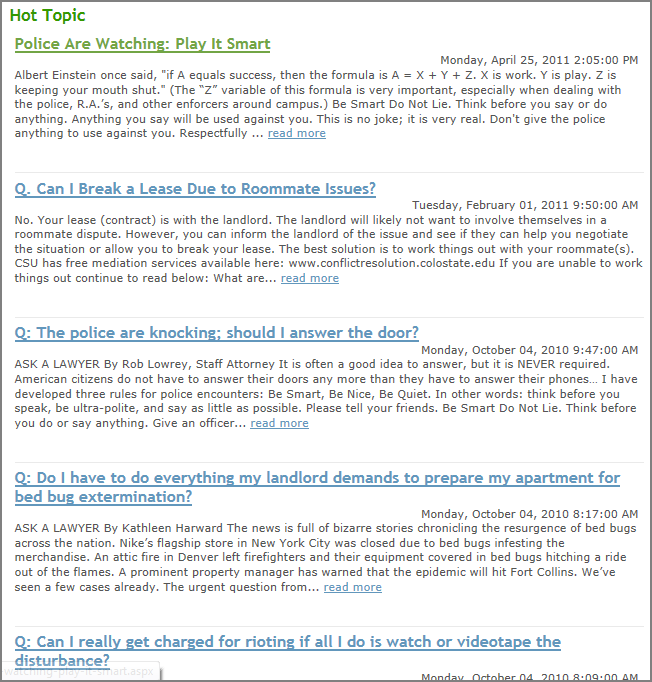 Hot Topic
Police Are Watching: Play It Smart
Monday, April 25, 2011 2:05:00 PM
Albert Einstein once said, "if A equals success, then the formula is A = X + Y + Z. X is work. Y is play. Z is
keeping your mouth shut." (The “Z” variable of this formula is very important, especially when dealing with
the police, R.A.’s, and other enforcers around campus.) Be Smart Do Not Lie. Think before you say or do
anything. Anything you say will be used against you. This is no joke; it is very real. Don't give the police
anything to use against you. Respectfully ... read more
Q. Can I Break a Lease Due to Roommate Issues?
Tuesday, February 01, 2011 9:50:00 AM
No. Your lease (contract) is with the landlord. The landlord will likely not want to involve themselves in a
roommate dispute. However, you can inform the landlord of the issue and see if they can help you negotiate
the situation or allow you to break your lease. The best solution is to work things out with your roommate(s).
CSU has free mediation services available here: www.conflictresolution.colostate.edu If you are unable to work
things out continue to read below: What are... read more
Q: The police are knocking; should I answer the door?
Monday, October 04, 2010 9:47:00 AM
ASK A LAWYER By Rob Lowrey, Staff Attorney It is often a good idea to answer, but it is NEVER required.
American citizens do not have to answer their doors any more than they have to answer their phones… I have
developed three rules for police encounters: Be Smart, Be Nice, Be Quiet. In other words: think before you
speak, be ultra-polite, and say as little as possible. Please tell your friends. Be Smart Do Not Lie. Think before
you do or say anything. Give an officer... read more
Q: Do I have to do everything my landlord demands to prepare my apartment for
bed bug extermination?
Monday, October 04, 2010 8:17:00 AM
ASK A LAWYER By Kathleen Harward The news is full of bizarre stories chronicling the resurgence of bed bugs
across the nation. Nike’s flagship store in New York City was closed due to bed bugs infesting the
merchandise. An attic fire in Denver left firefighters and their equipment covered in bed bugs hitching a ride
out of the flames. A prominent property manager has warned that the epidemic will hit Fort Collins. We’ve
seen a few cases already. The urgent question from... read more
Q: Can I really get charged for rioting if all I do is watch or videotape the
disturbance?
-watching-play-it-smart.aspx
Monday, October 04, 2010 8:09:00 AM